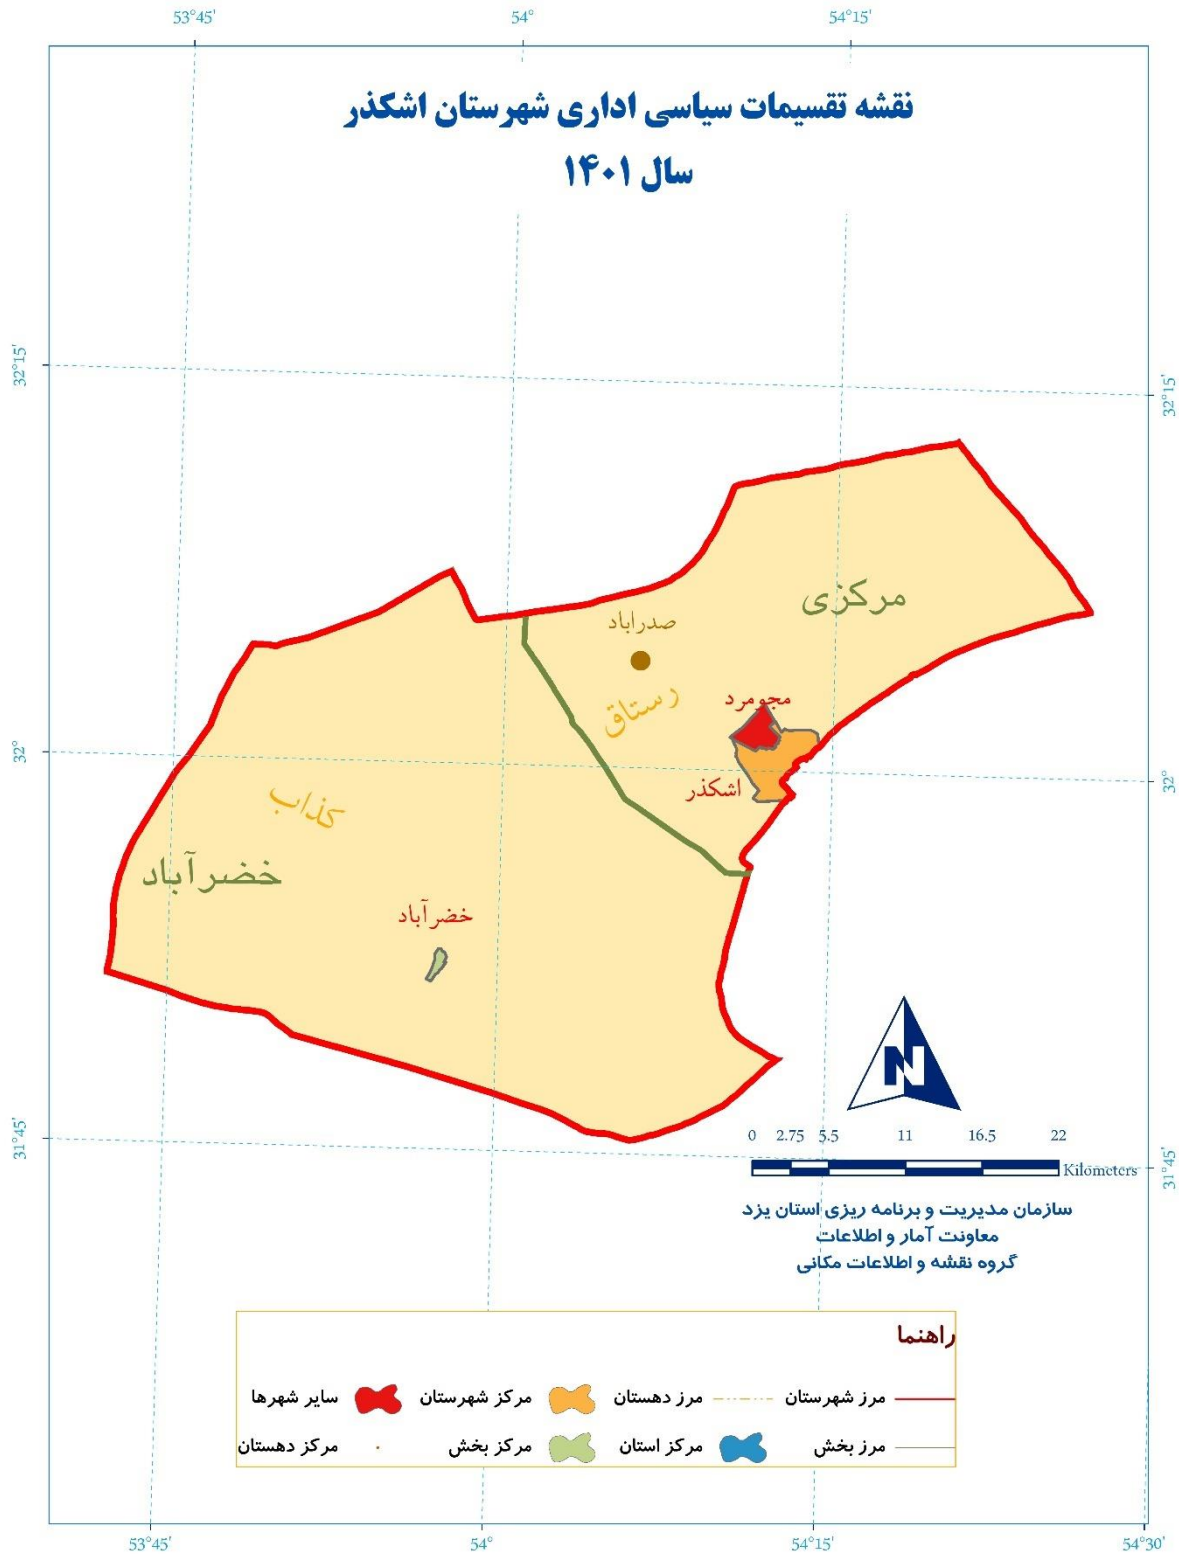 53°45'
54°
54°15'
نقشه تقسیمات سیاسی اداری شهرستان اشکذر
سال ۱۴۰۱
32°15'
32°15'
مرکزی
صدراباد
رستاق
مجومرد
32°
32°
اشکذر
کذاب
خضرآباد
خضرآباد
N
31°45'
31°45'
0 2.75 5.5 11 16.5 22
Kilometers
سازمان مدیریت و برنامه ریزی استان یزد
معاونت آمار و اطلاعات
گروه نقشه و اطلاعات مکانی
راهنما
مرز شهرستان مرز دهستان مرکز شهرستان سایر شهرها
مرز بخش مرکز استان مرکز بخش مرکز دهستان
53°45'
54°
54°15'
54°30'